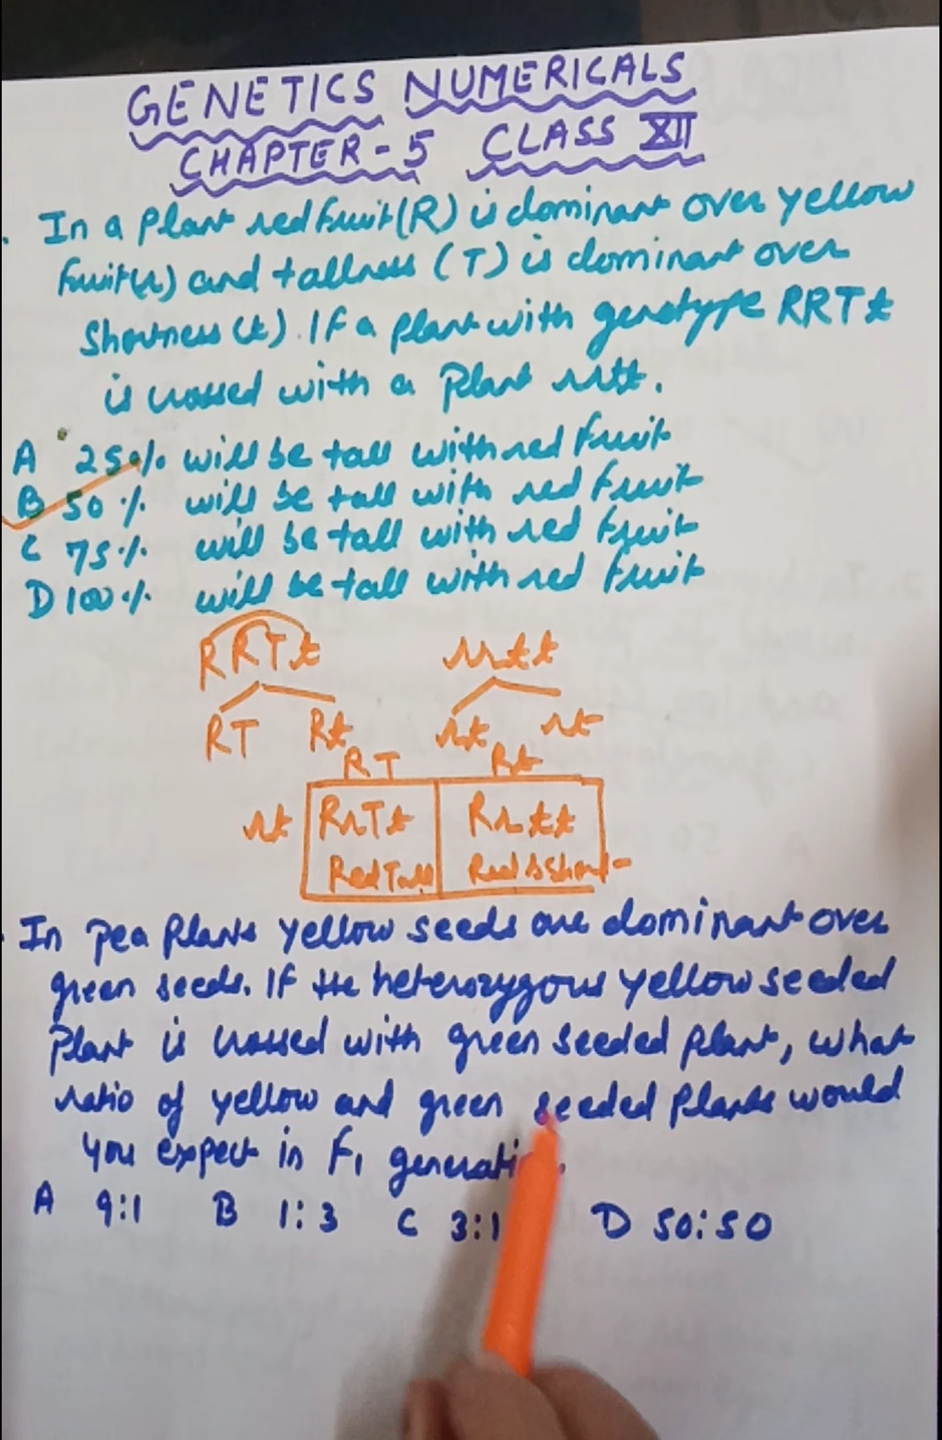 GENETICS NUMERICALS
CHAPTER-5 CLASS XII
. In a Plant red fruit (R) is dominant over yellow
fruit (r) and tallness (T) is dominant over
Shortness (t). If a plant with genotype RRTt
is crossed with a Plant rrtt.
A 25% will be tall with red fruit
B 50% will be tall with red fruit
C 75% will be tall with red fruit
D 100% will be tall with red fruit
RRTt rrtt
RT Rt rt rt
RT Rt
rt RrTt Rrtt
Red Tall Red & Short
. In pea plants yellow seeds are dominant over
green seeds. If the heterozygous yellow seeded
Plant is crossed with green seeded plant, what
ratio of yellow and green seeded plants would
you expect in F1 generation.
A 9:1 B 1:3 C 3:1 D 50:50